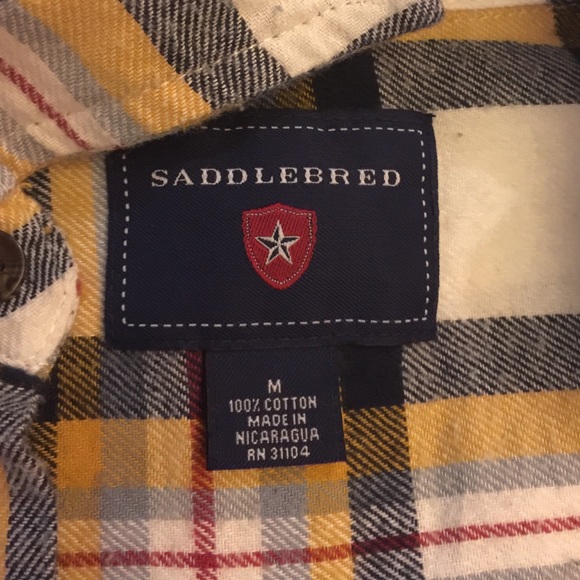 SADDLEBRED
M
100% COTTON
MADE IN
NICARAGUA
RN 31104